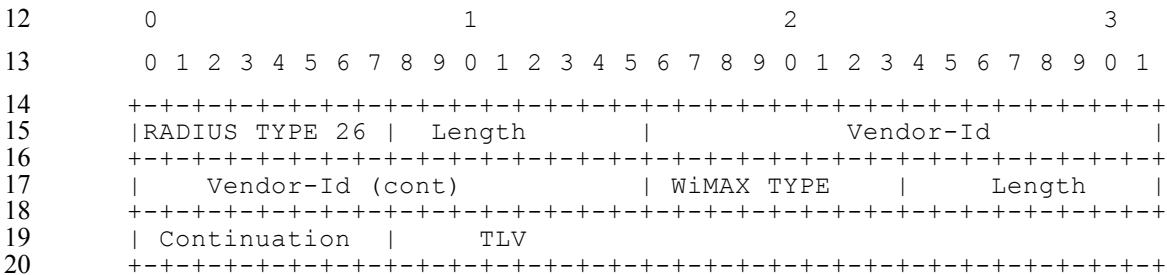 12 0                   1                   2                   3
13 0 1 2 3 4 5 6 7 8 9 0 1 2 3 4 5 6 7 8 9 0 1 2 3 4 5 6 7 8 9 0 1
14 +-+-+-+-+-+-+-+-+-+-+-+-+-+-+-+-+-+-+-+-+-+-+-+-+-+-+-+-+-+-+-+-+
15 |RADIUS TYPE 26 |  Length       |            Vendor-Id          |
16 +-+-+-+-+-+-+-+-+-+-+-+-+-+-+-+-+-+-+-+-+-+-+-+-+-+-+-+-+-+-+-+-+
17 |    Vendor-Id (cont)           | WiMAX TYPE    |     Length    |
18 +-+-+-+-+-+-+-+-+-+-+-+-+-+-+-+-+-+-+-+-+-+-+-+-+-+-+-+-+-+-+-+-+
19 | Continuation  |     TLV
20 +-+-+-+-+-+-+-+-+-+-+-+-+-+-+-+-+-+-+-+-+-+-+-+-+-+-+-+-+-+-+-+-+